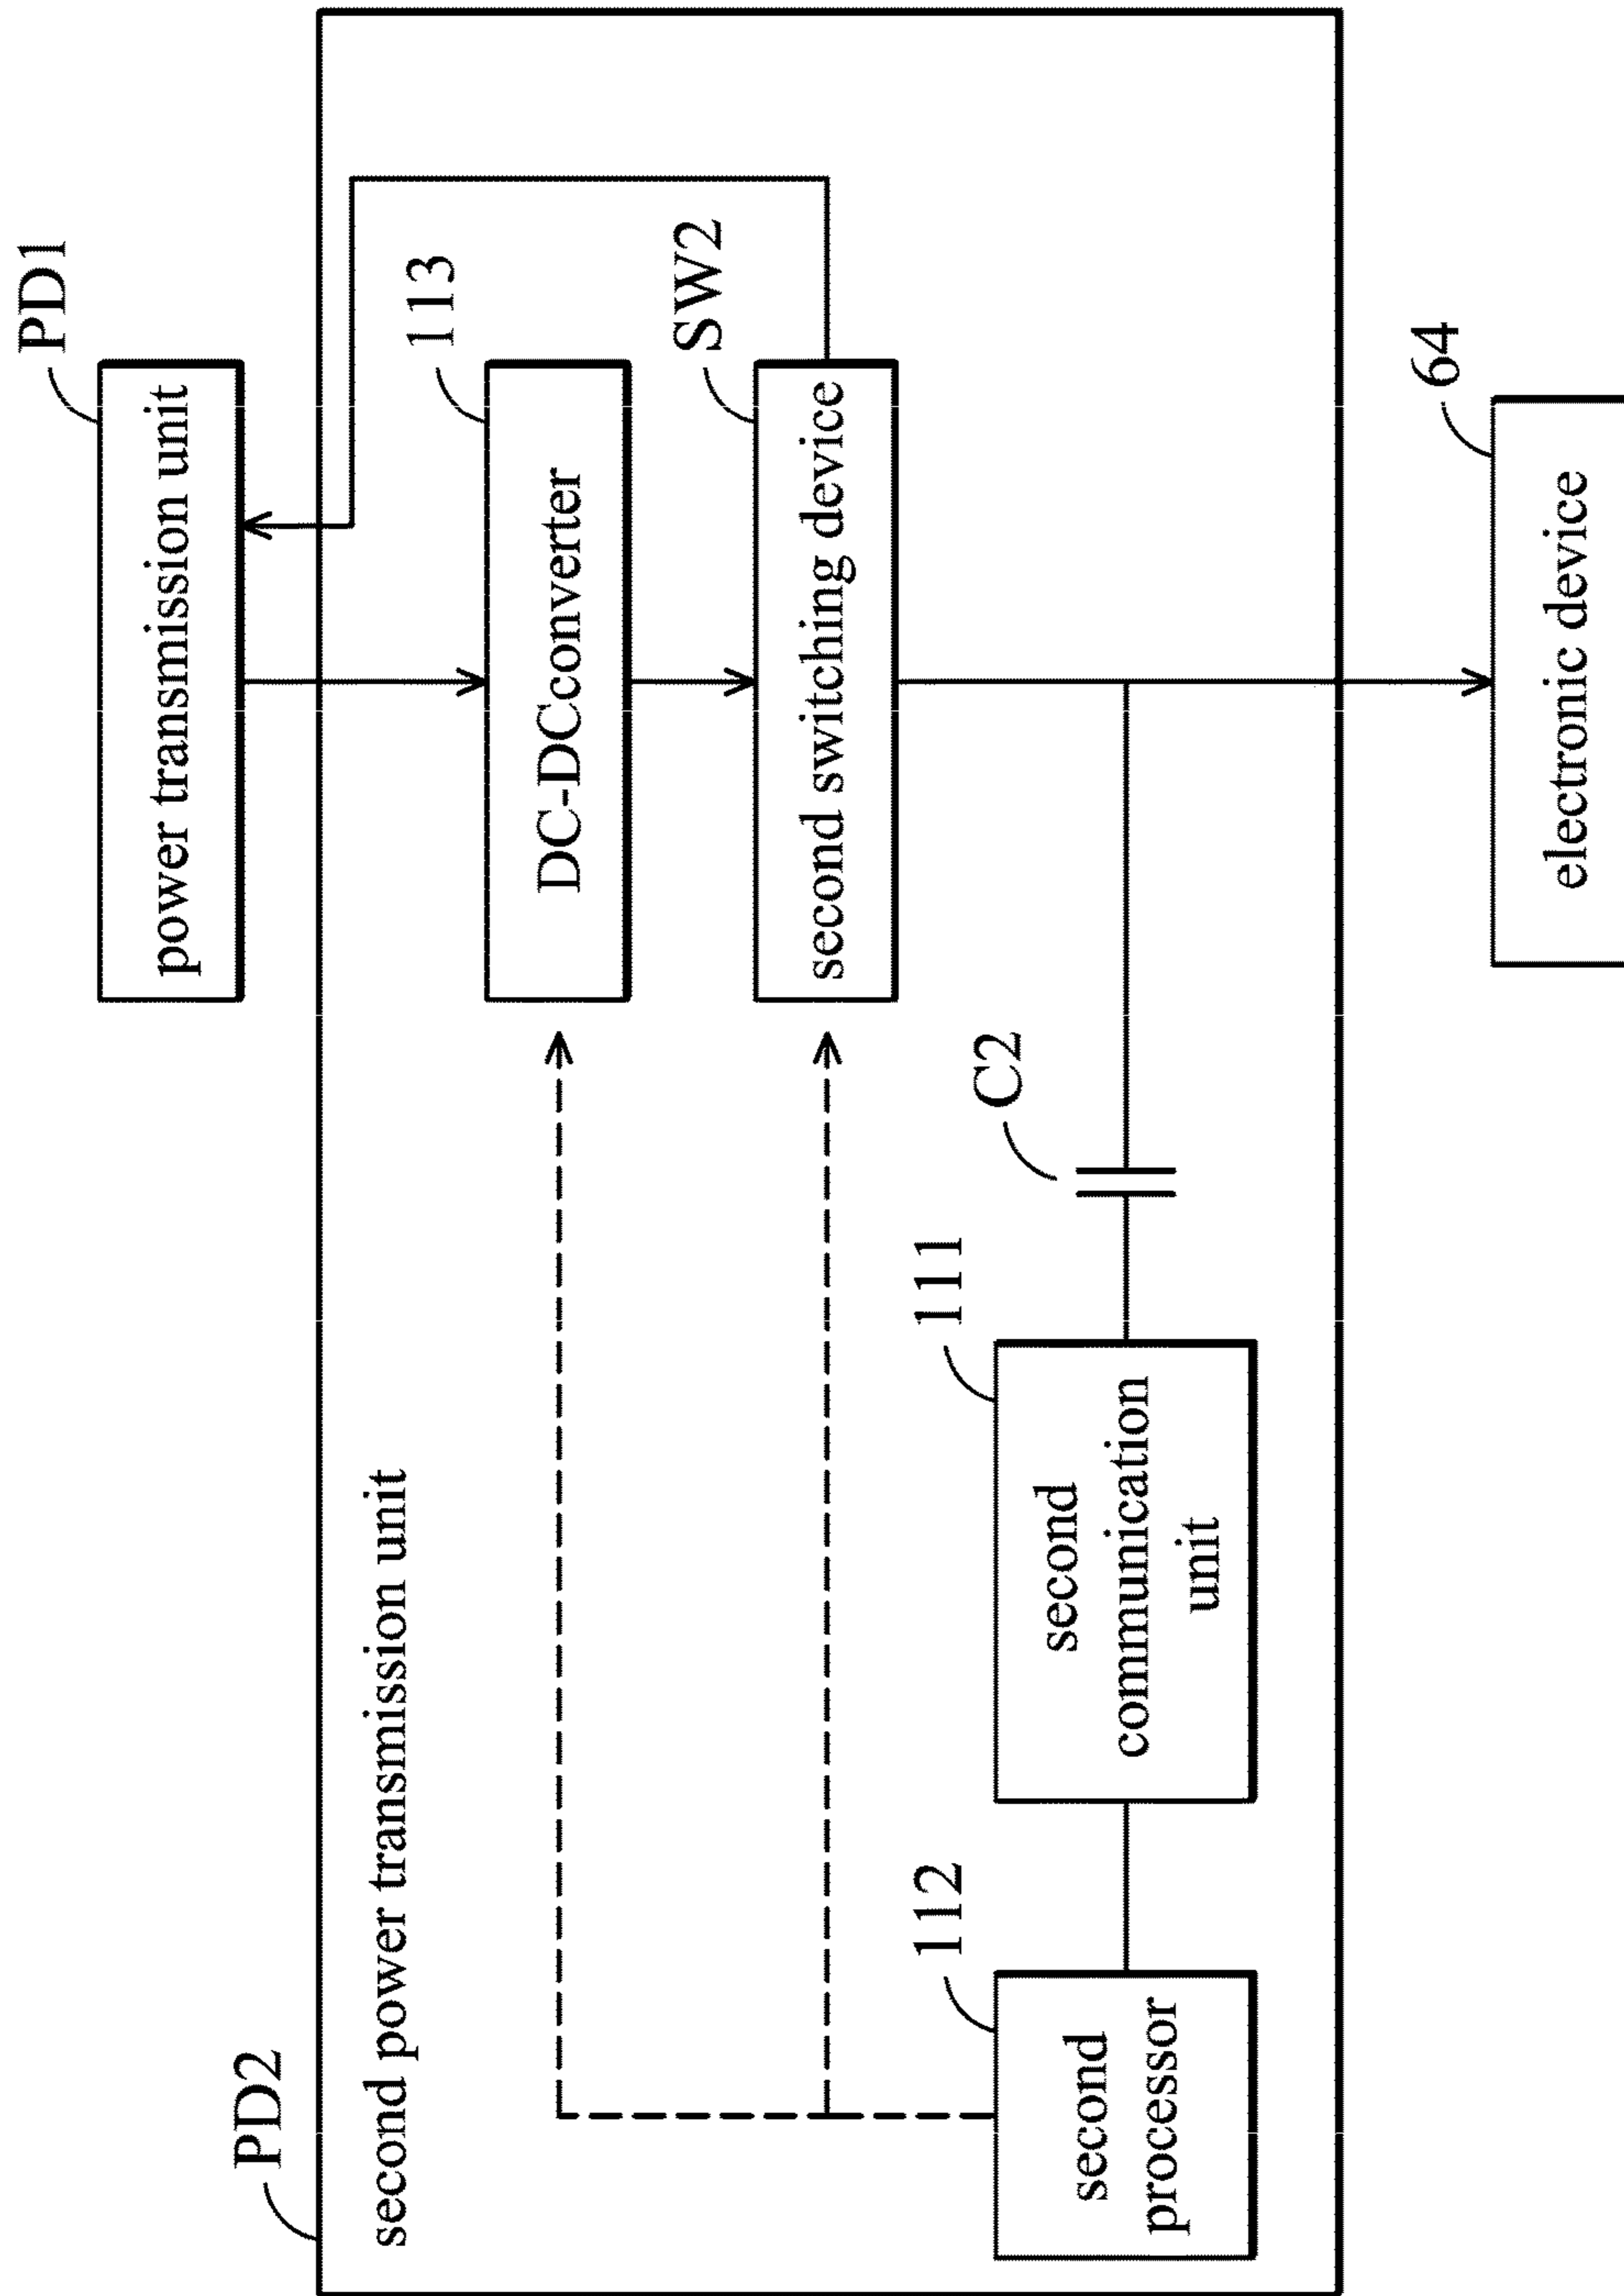 PD1
power transmission unit
PD2
second power transmission unit
113
DC-DCconverter
SW2
second switching device
C2
111
second
communication
unit
112
second
processor
64
electronic device